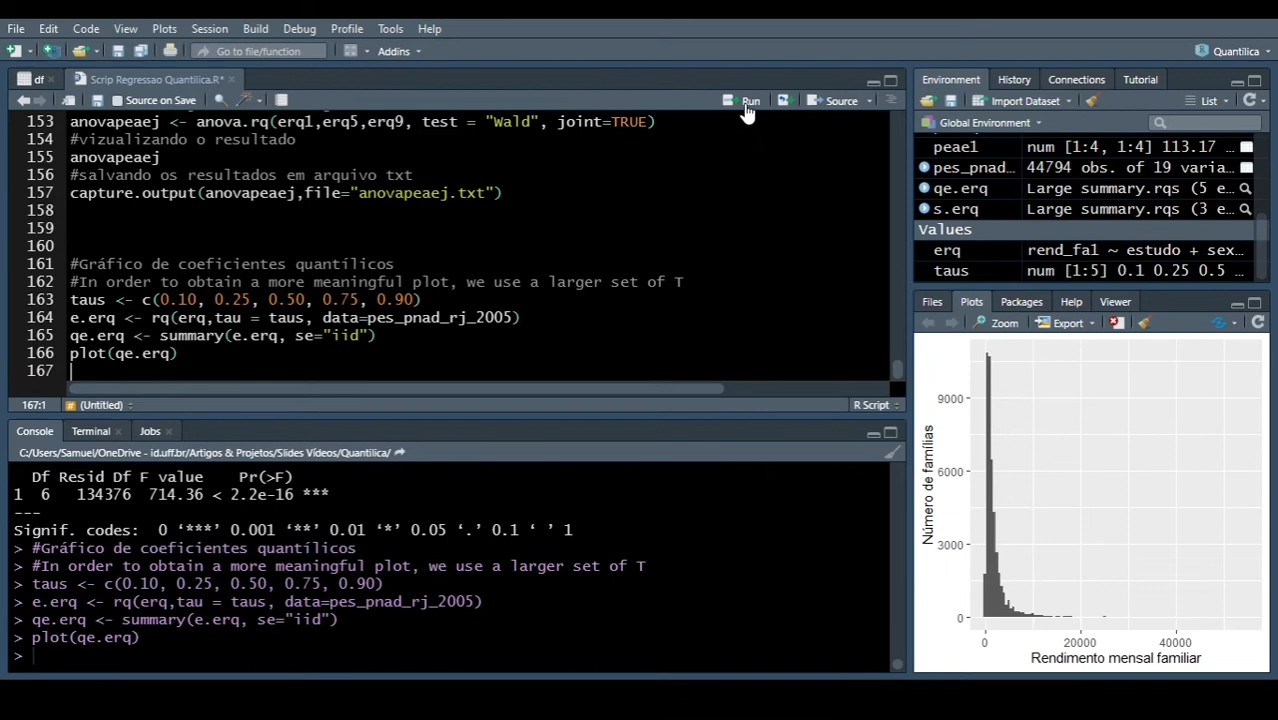 File Edit Code View Plots Session Build Debug Profile Tools Help
Go to file/function Addins Quantilica
df Scrip Regressao Quantilica.R*
Source on Save Run Source
153 anovapeaej <- anova.rq(erq1,erq5,erq9, test = "Wald", joint=TRUE)
154 #vizualizando o resultado
155 anovapeaej
156 #salvando os resultados em arquivo txt
157 capture.output(anovapeaej,file="anovapeaej.txt")
158
159
160
161 #Gráfico de coeficientes quantílicos
162 #In order to obtain a more meaningful plot, we use a larger set of T
163 taus <- c(0.10, 0.25, 0.50, 0.75, 0.90)
164 e.erq <- rq(erq,tau = taus, data=pes_pnad_rj_2005)
165 qe.erq <- summary(e.erq, se="iid")
166 plot(qe.erq)
167
167:1 # (Untitled) R Script
Console Terminal Jobs
C:/Users/Samuel/OneDrive - id.uff.br/Artigos & Projetos/Slides Vídeos/Quantilica/
Df Resid Df F value Pr(>F)
1 6 134376 714.36 < 2.2e-16 ***
---
Signif. codes: 0 ‘***’ 0.001 ‘**’ 0.01 ‘*’ 0.05 ‘.’ 0.1 ‘ ’ 1
> #Gráfico de coeficientes quantílicos
> #In order to obtain a more meaningful plot, we use a larger set of T
> taus <- c(0.10, 0.25, 0.50, 0.75, 0.90)
> e.erq <- rq(erq,tau = taus, data=pes_pnad_rj_2005)
> qe.erq <- summary(e.erq, se="iid")
> plot(qe.erq)
>
Environment History Connections Tutorial
Import Dataset List
Global Environment
peae1 num [1:4, 1:4] 113.17 ...
pes_pnad... 44794 obs. of 19 varia...
qe.erq Large summary.rqs (5 e...
s.erq Large summary.rqs (3 e...
Values
erq rend_fa1 ~ estudo + sex...
taus num [1:5] 0.1 0.25 0.5 ...
Files Plots Packages Help Viewer
Zoom Export
Número de famílias
9000
6000
3000
0
0 20000 40000
Rendimento mensal familiar